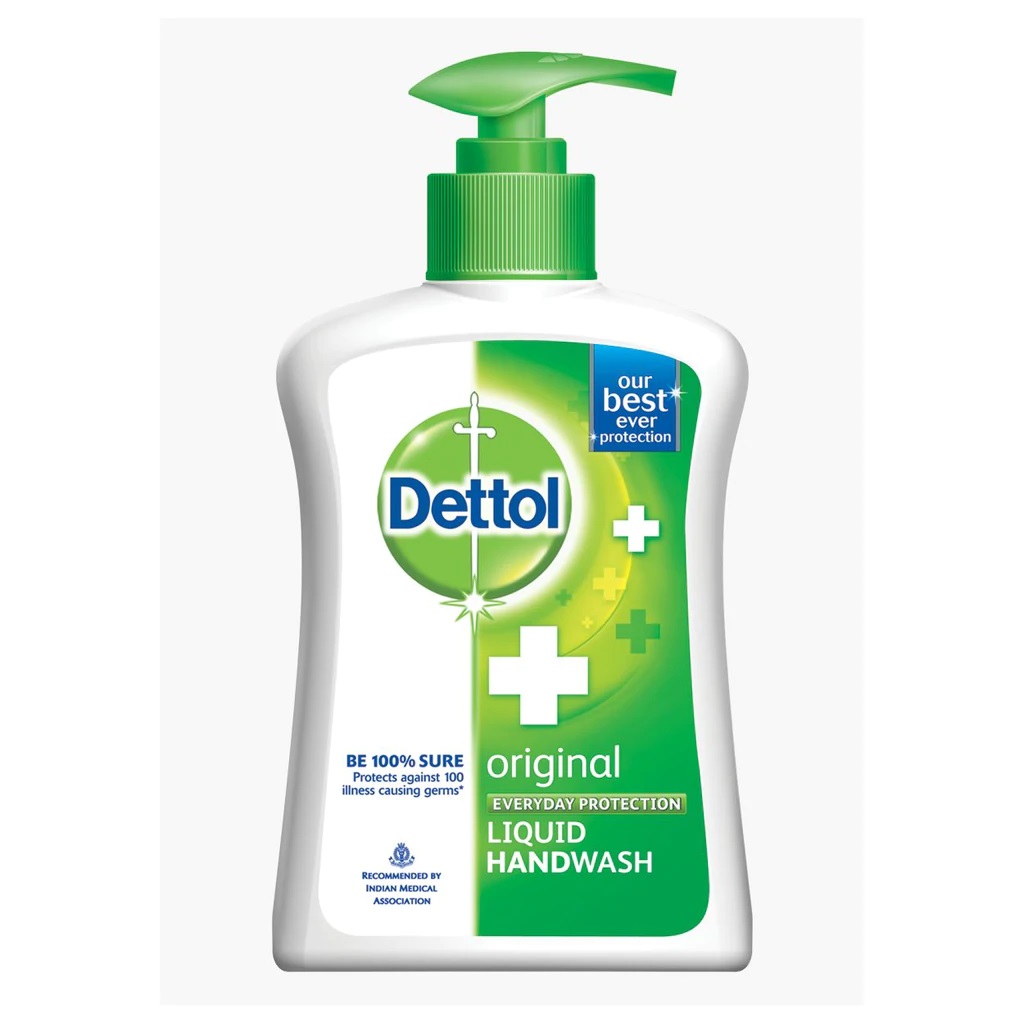 our
best
ever
protection
Dettol
BE 100% SURE
Protects against 100
illness causing germs*
original
EVERYDAY PROTECTION
LIQUID
HANDWASH
RECOMMENDED BY
INDIAN MEDICAL
ASSOCIATION